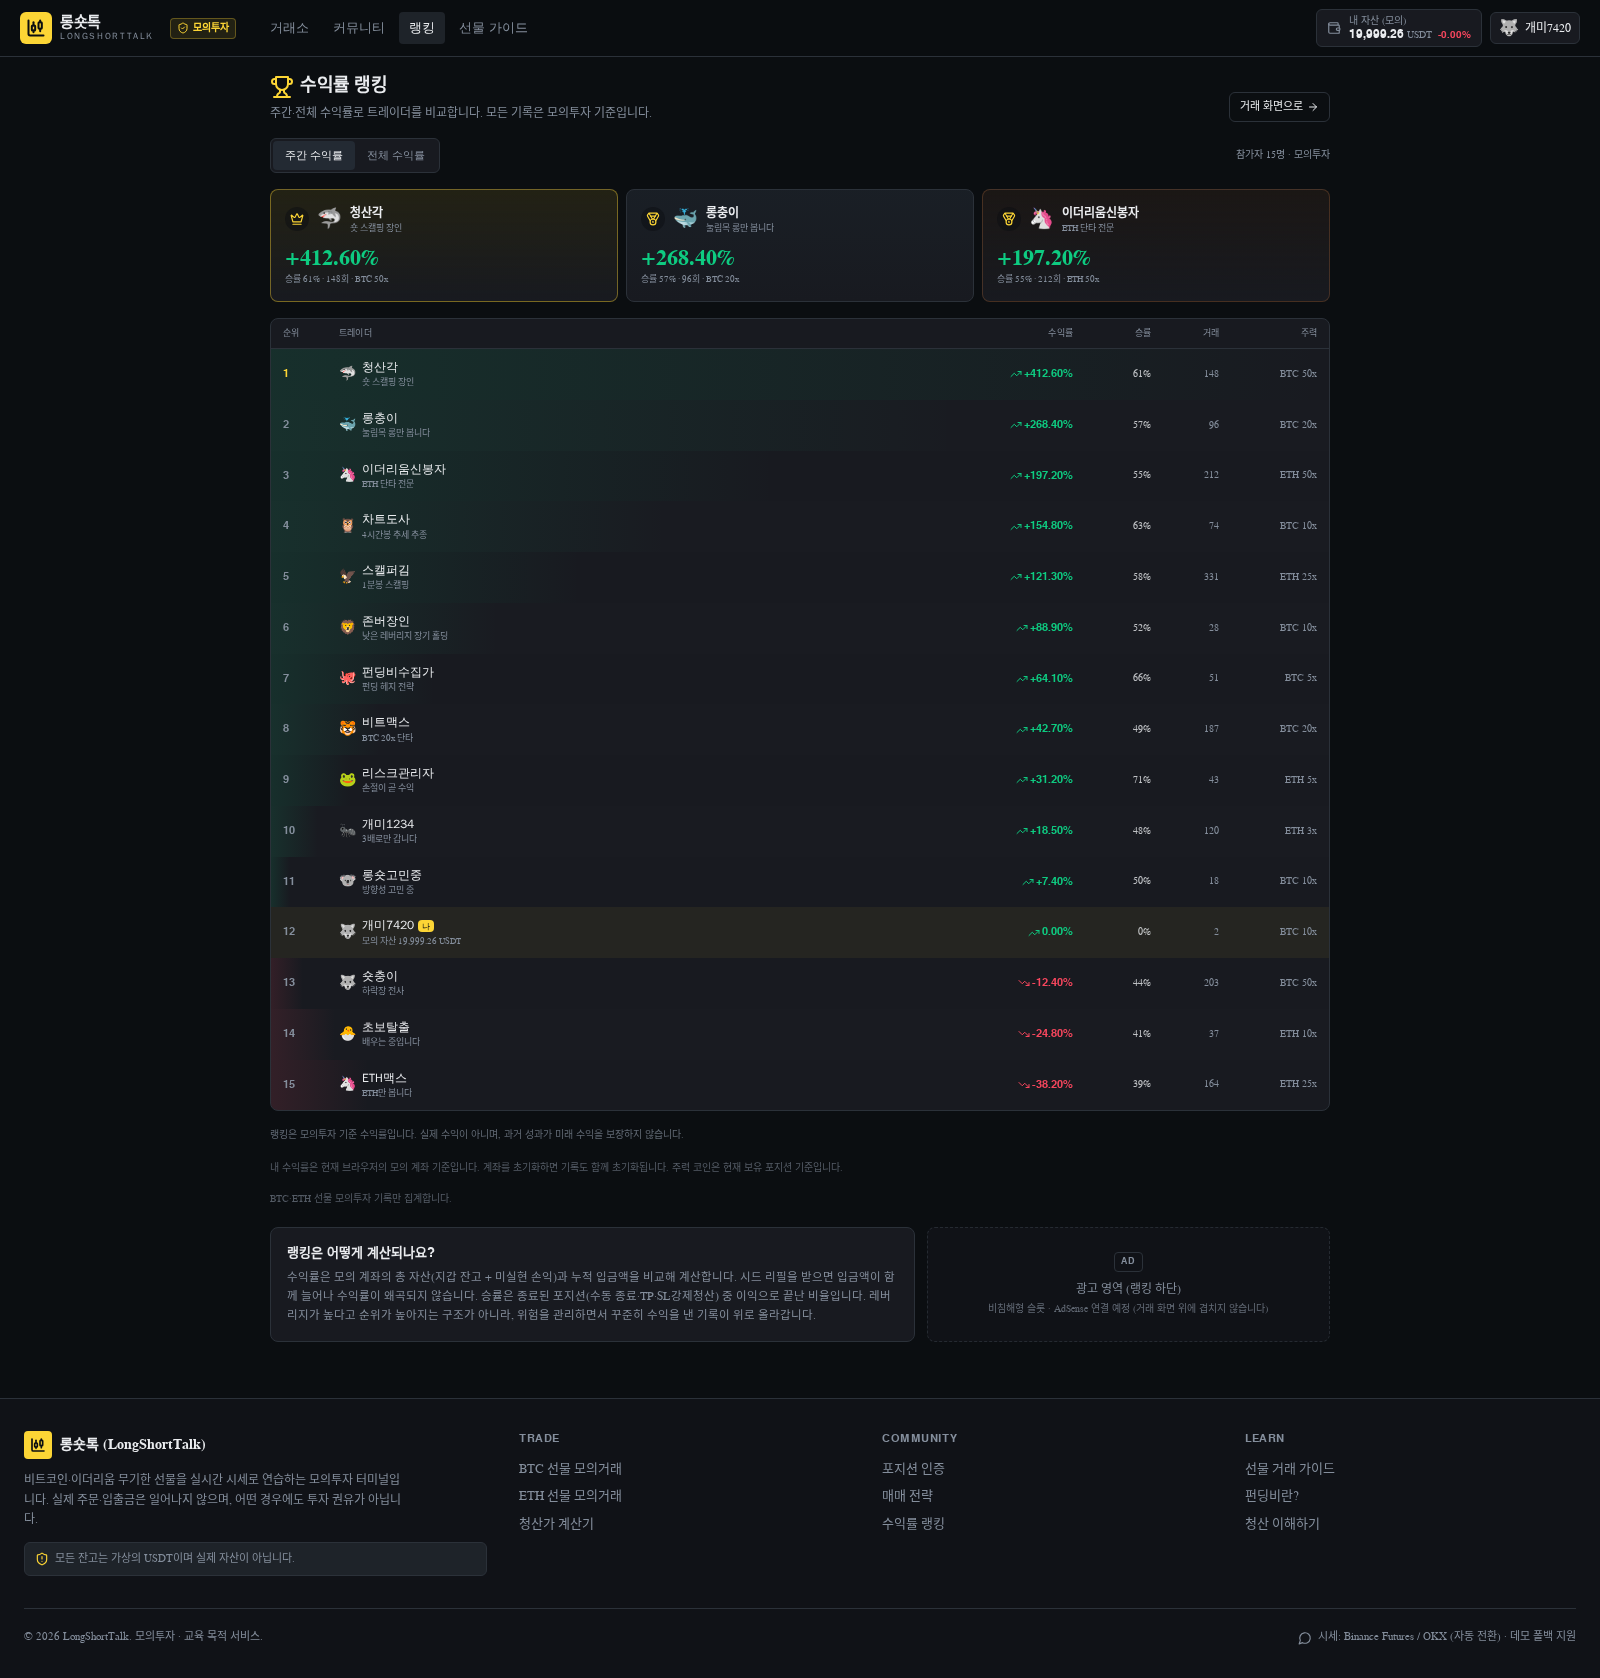 롱숏톡
LONGSHORTTALK
모의투자
거래소 커뮤니티 랭킹 선물 가이드
내 자산 (모의)
19,999.26 USDT -0.00%
개미7420
수익률 랭킹
주간·전체 수익률로 트레이더를 비교합니다. 모든 기록은 모의투자 기준입니다.
거래 화면으로 →
주간 수익률 전체 수익률
참가자 15명 · 모의투자
청산각
숏 스캘핑 장인
+412.60%
승률 61% · 148회 · BTC 50x
롱충이
눌림목 롱만 봅니다
+268.40%
승률 57% · 96회 · BTC 20x
이더리움신봉자
ETH 단타 전문
+197.20%
승률 55% · 212회 · ETH 50x
순위 트레이더 수익률 승률 거래 주력
1 청산각 +412.60% 61% 148 BTC 50x
숏 스캘핑 장인
2 롱충이 +268.40% 57% 96 BTC 20x
눌림목 롱만 봅니다
3 이더리움신봉자 +197.20% 55% 212 ETH 50x
ETH 단타 전문
4 차트도사 +154.80% 63% 74 BTC 10x
4시간봉 추세 추종
5 스캘퍼김 +121.30% 58% 331 ETH 25x
1분봉 스캘핑
6 존버장인 +88.90% 52% 28 BTC 10x
낮은 레버리지 장기 홀딩
7 펀딩비수집가 +64.10% 66% 51 BTC 5x
펀딩 헤지 전략
8 비트맥스 +42.70% 49% 187 BTC 20x
BTC 20x 단타
9 리스크관리자 +31.20% 71% 43 ETH 5x
손절이 곧 수익
10 개미1234 +18.50% 48% 120 ETH 3x
3배로만 갑니다
11 롱숏고민중 +7.40% 50% 18 BTC 10x
방향성 고민 중
12 개미7420 나 0.00% 0% 2 BTC 10x
모의 자산 19,999.26 USDT
13 숏충이 -12.40% 44% 203 BTC 50x
하락장 전사
14 초보탈출 -24.80% 41% 37 ETH 10x
배우는 중입니다
15 ETH맥스 -38.20% 39% 164 ETH 25x
ETH만 봅니다
랭킹은 모의투자 기준 수익률입니다. 실제 수익이 아니며, 과거 성과가 미래 수익을 보장하지 않습니다.
내 수익률은 현재 브라우저의 모의 계좌 기준입니다. 계좌를 초기화하면 기록도 함께 초기화됩니다. 주력 코인은 현재 보유 포지션 기준입니다.
BTC·ETH 선물 모의투자 기록만 집계합니다.
랭킹은 어떻게 계산되나요?
수익률은 모의 계좌의 총 자산(지갑 잔고 + 미실현 손익)과 누적 입금액을 비교해 계산합니다. 시드 리필을 받으면 입금액이 함
께 늘어나 수익률이 왜곡되지 않습니다. 승률은 종료된 포지션(수동 종료·TP·SL·강제청산) 중 이익으로 끝난 비율입니다. 레버
리지가 높다고 순위가 높아지는 구조가 아니라, 위험을 관리하면서 꾸준히 수익을 낸 기록이 위로 올라갑니다.
AD
광고 영역 (랭킹 하단)
비침해형 슬롯 · AdSense 연결 예정 (거래 화면 위에 겹치지 않습니다)
롱숏톡 (LongShortTalk)
비트코인·이더리움 무기한 선물을 실시간 시세로 연습하는 모의투자 터미널입
니다. 실제 주문·입출금은 일어나지 않으며, 어떤 경우에도 투자 권유가 아닙니
다.
모든 잔고는 가상의 USDT이며 실제 자산이 아닙니다.
TRADE
BTC 선물 모의거래
ETH 선물 모의거래
청산가 계산기
COMMUNITY
포지션 인증
매매 전략
수익률 랭킹
LEARN
선물 거래 가이드
펀딩비란?
청산 이해하기
© 2026 LongShortTalk. 모의투자 · 교육 목적 서비스.
시세: Binance Futures / OKX (자동 전환) · 데모 폴백 지원